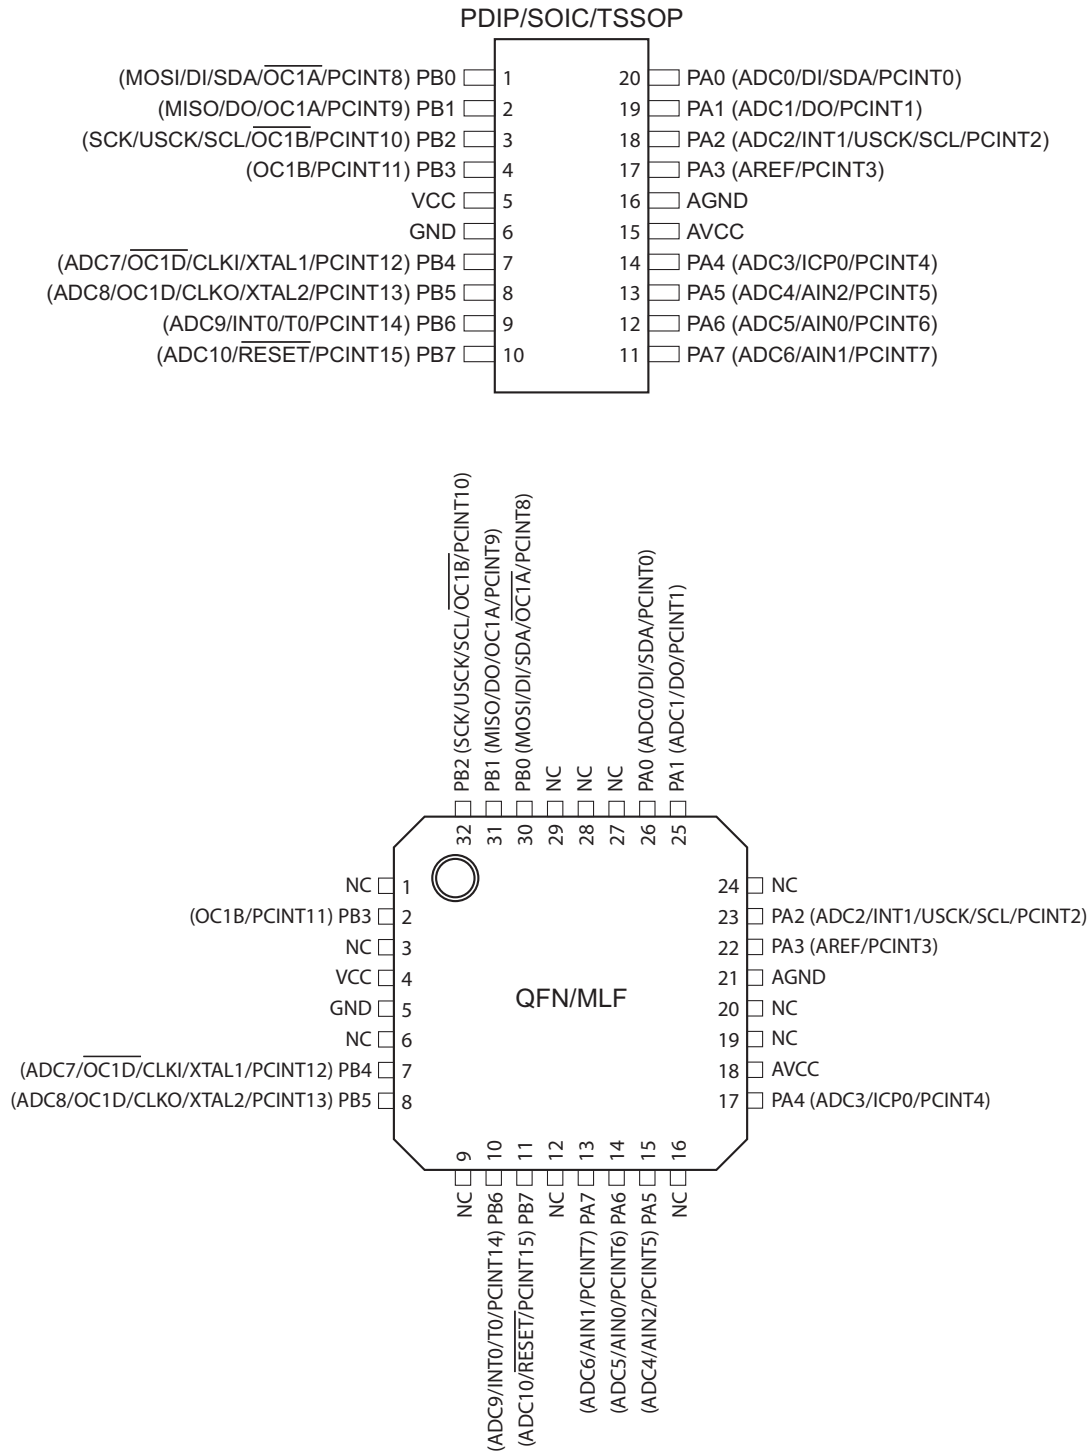 PDIP/SOIC/TSSOP
(MOSI/DI/SDA/OC1A/PCINT8) PB0 1 20 PA0 (ADC0/DI/SDA/PCINT0)
(MISO/DO/OC1A/PCINT9) PB1 2 19 PA1 (ADC1/DO/PCINT1)
(SCK/USCK/SCL/OC1B/PCINT10) PB2 3 18 PA2 (ADC2/INT1/USCK/SCL/PCINT2)
(OC1B/PCINT11) PB3 4 17 PA3 (AREF/PCINT3)
VCC 5 16 AGND
GND 6 15 AVCC
(ADC7/OC1D/CLKI/XTAL1/PCINT12) PB4 7 14 PA4 (ADC3/ICP0/PCINT4)
(ADC8/OC1D/CLKO/XTAL2/PCINT13) PB5 8 13 PA5 (ADC4/AIN2/PCINT5)
(ADC9/INT0/T0/PCINT14) PB6 9 12 PA6 (ADC5/AIN0/PCINT6)
(ADC10/RESET/PCINT15) PB7 10 11 PA7 (ADC6/AIN1/PCINT7)
32 PB2 (SCK/USCK/SCL/OC1B/PCINT10)
31 PB1 (MISO/DO/OC1A/PCINT9)
30 PB0 (MOSI/DI/SDA/OC1A/PCINT8)
29 NC
28 NC
27 NC
26 PA0 (ADC0/DI/SDA/PCINT0)
25 PA1 (ADC1/DO/PCINT1)
NC 1 24 NC
(OC1B/PCINT11) PB3 2 23 PA2 (ADC2/INT1/USCK/SCL/PCINT2)
NC 3 22 PA3 (AREF/PCINT3)
VCC 4 21 AGND
QFN/MLF
GND 5 20 NC
NC 6 19 NC
(ADC7/OC1D/CLKI/XTAL1/PCINT12) PB4 7 18 AVCC
(ADC8/OC1D/CLKO/XTAL2/PCINT13) PB5 8 17 PA4 (ADC3/ICP0/PCINT4)
NC 9
(ADC9/INT0/T0/PCINT14) PB6 10
(ADC10/RESET/PCINT15) PB7 11
NC 12
(ADC6/AIN1/PCINT7) PA7 13
(ADC5/AIN0/PCINT6) PA6 14
(ADC4/AIN2/PCINT5) PA5 15
NC 16